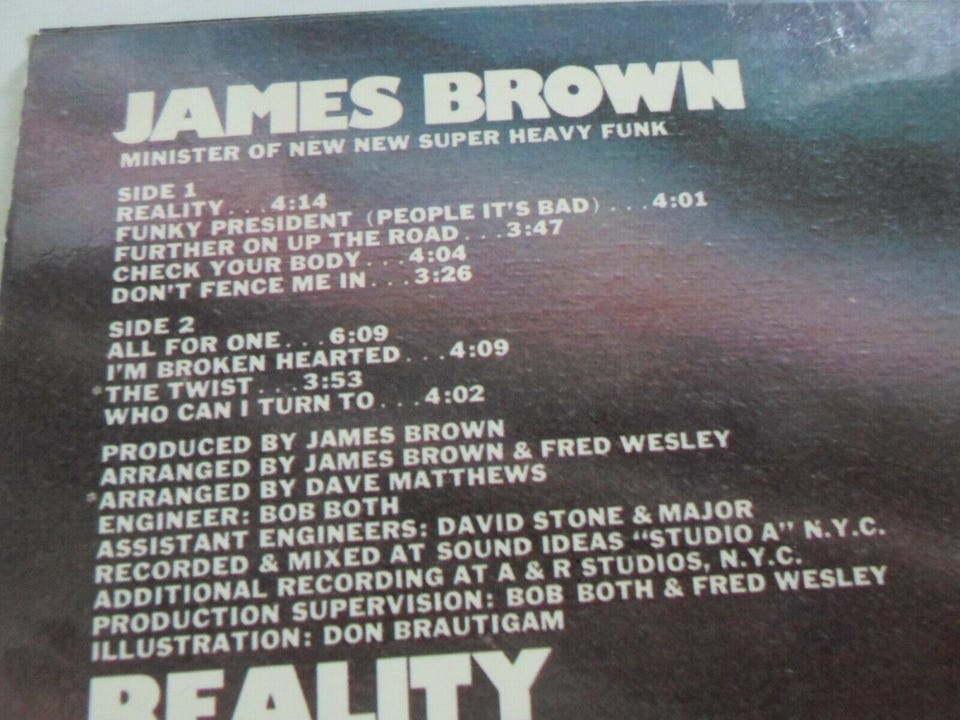 JAMES BROWN
MINISTER OF NEW NEW SUPER HEAVY FUNK
SIDE 1
REALITY...4:14
FUNKY PRESIDENT (PEOPLE IT'S BAD)...4:01
FURTHER ON UP THE ROAD...3:47
CHECK YOUR BODY...4:04
DON'T FENCE ME IN...3:26
SIDE 2
ALL FOR ONE...6:09
I'M BROKEN HEARTED...4:09
*THE TWIST...3:53
WHO CAN I TURN TO...4:02
PRODUCED BY JAMES BROWN
ARRANGED BY JAMES BROWN & FRED WESLEY
*ARRANGED BY DAVE MATTHEWS
ENGINEER: BOB BOTH
ASSISTANT ENGINEERS: DAVID STONE & MAJOR
RECORDED & MIXED AT SOUND IDEAS "STUDIO A" N.Y.C.
ADDITIONAL RECORDING AT A & R STUDIOS, N.Y.C.
PRODUCTION SUPERVISION: BOB BOTH & FRED WESLEY
ILLUSTRATION: DON BRAUTIGAM
REALITY